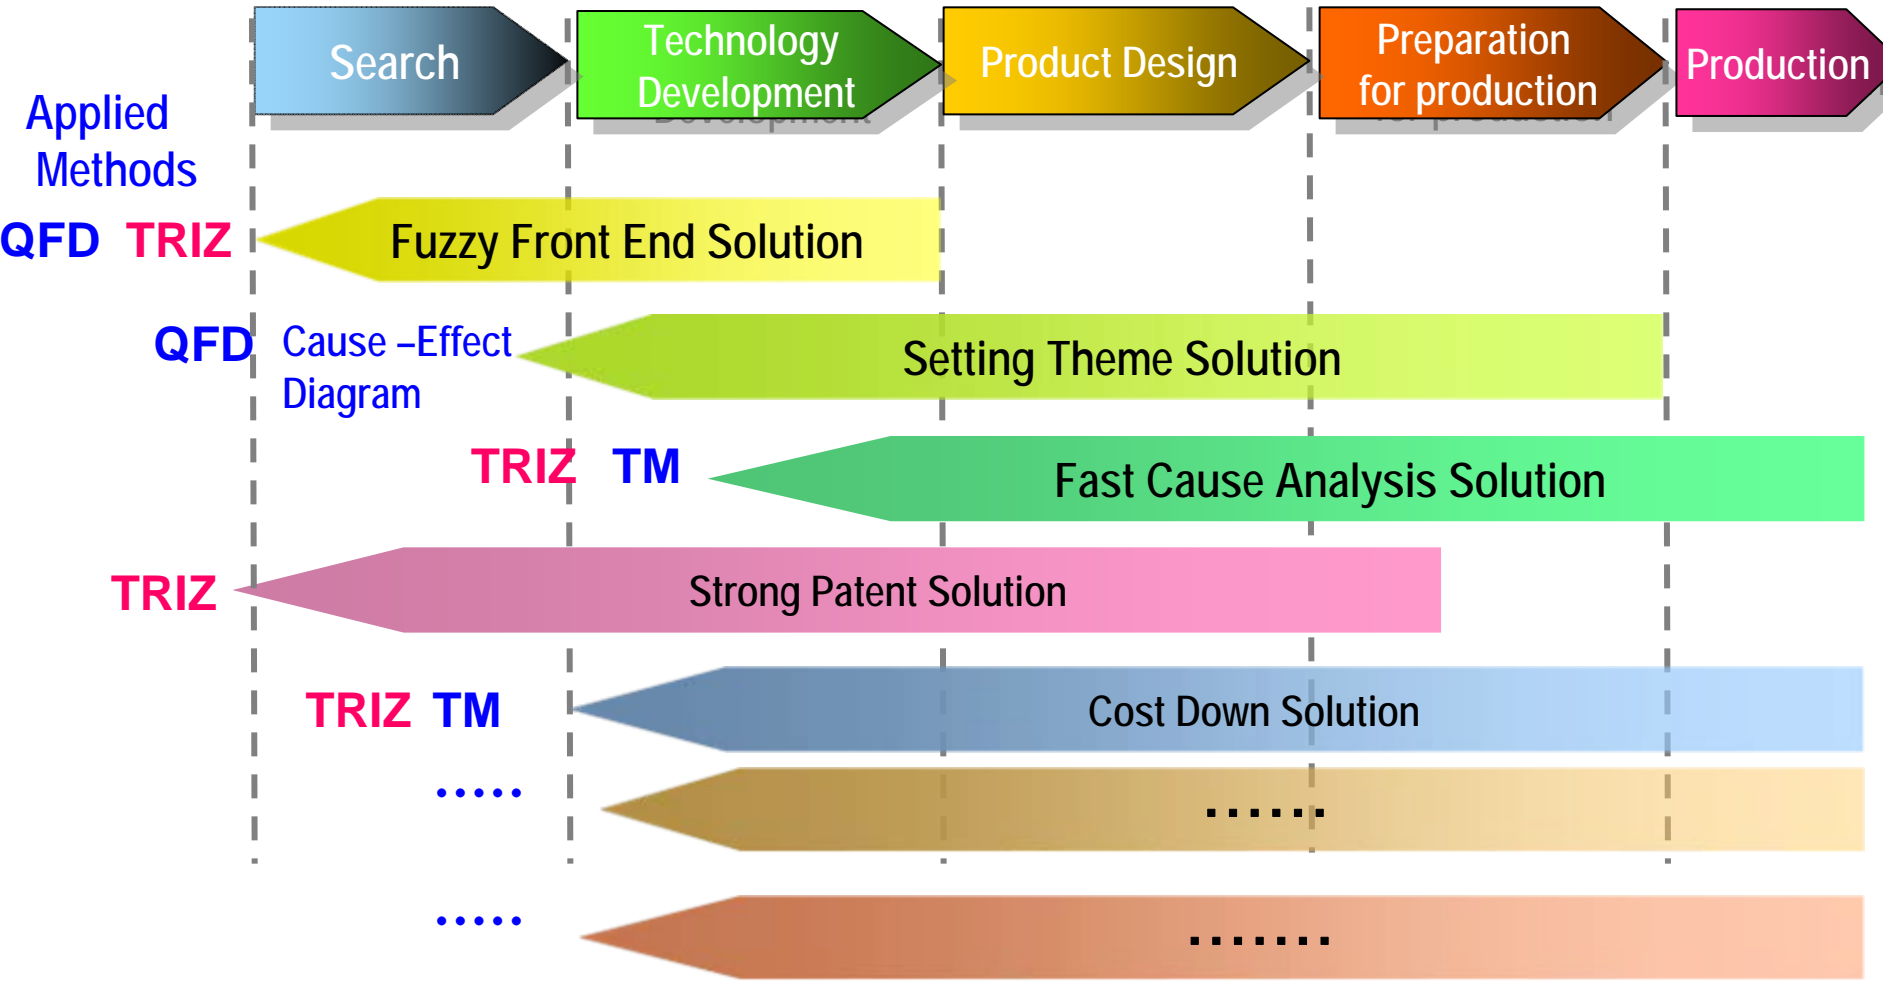 Search
Technology
Development
Product Design
Preparation
for production
Production
Applied
Methods
QFD TRIZ
Fuzzy Front End Solution
QFD
Cause –Effect
Diagram
Setting Theme Solution
TRIZ TM
Fast Cause Analysis Solution
TRIZ
Strong Patent Solution
TRIZ TM
Cost Down Solution
.....
......
.....
.......